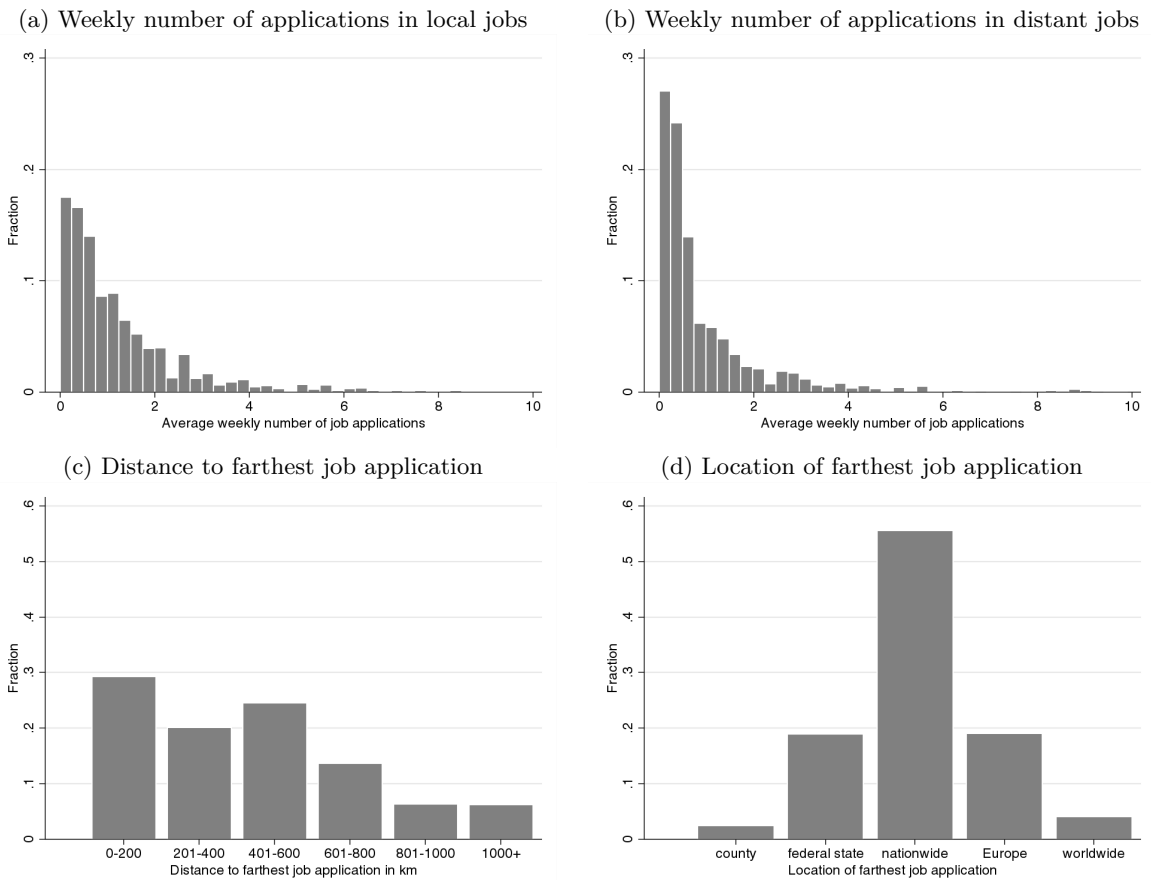 (a) Weekly number of applications in local jobs
.3
.2
.1
0
Fraction
0 2 4 6 8 10
Average weekly number of job applications
(b) Weekly number of applications in distant jobs
.3
.2
.1
0
Fraction
0 2 4 6 8 10
Average weekly number of job applications
(c) Distance to farthest job application
.6
.5
.4
.3
.2
.1
0
Fraction
0-200 201-400 401-600 601-800 801-1000 1000+
Distance to farthest job application in km
(d) Location of farthest job application
.6
.5
.4
.3
.2
.1
0
Fraction
county federal state nationwide Europe worldwide
Location of farthest job application